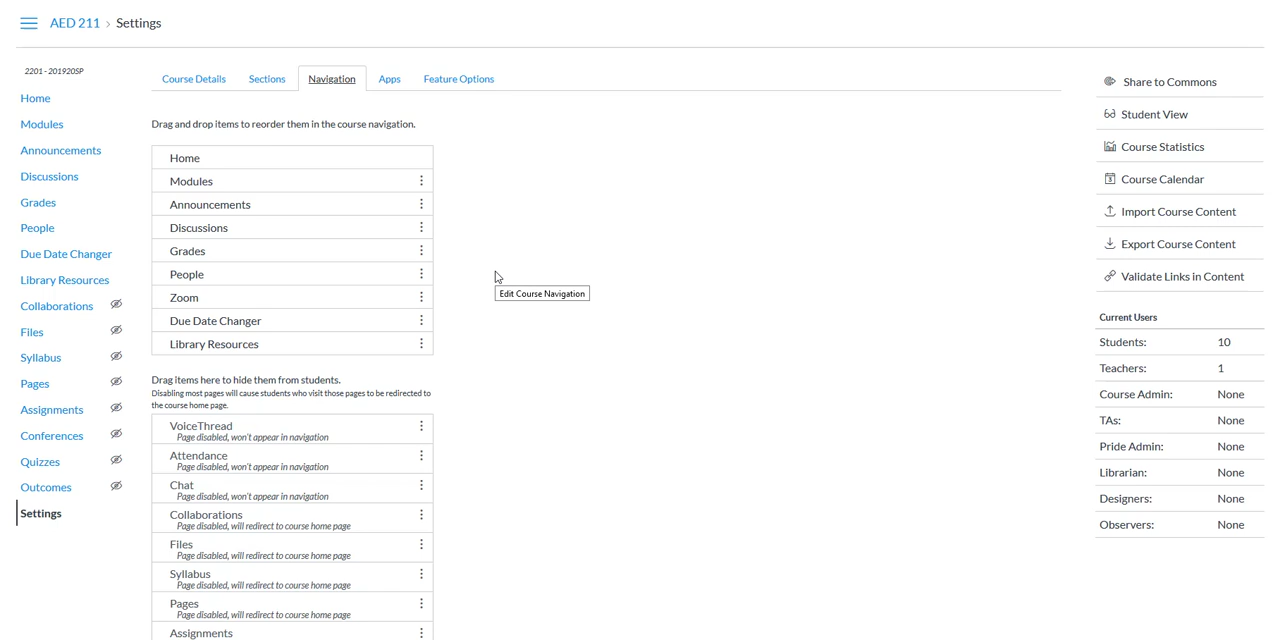 AED 211 › Settings
2201 - 201920SP
Home
Modules
Announcements
Discussions
Grades
People
Due Date Changer
Library Resources
Collaborations
Files
Syllabus
Pages
Assignments
Conferences
Quizzes
Outcomes
Settings
Course Details Sections Navigation Apps Feature Options
Drag and drop items to reorder them in the course navigation.
Home
Modules
Announcements
Discussions
Grades
People
Zoom
Due Date Changer
Library Resources
Edit Course Navigation
Drag items here to hide them from students.
Disabling most pages will cause students who visit those pages to be redirected to
the course home page.
VoiceThread
Page disabled, won't appear in navigation
Attendance
Page disabled, won't appear in navigation
Chat
Page disabled, won't appear in navigation
Collaborations
Page disabled, will redirect to course home page
Files
Page disabled, will redirect to course home page
Syllabus
Page disabled, will redirect to course home page
Pages
Page disabled, will redirect to course home page
Assignments
Share to Commons
Student View
Course Statistics
Course Calendar
Import Course Content
Export Course Content
Validate Links in Content
Current Users
Students: 10
Teachers: 1
Course Admin: None
TAs: None
Pride Admin: None
Librarian: None
Designers: None
Observers: None